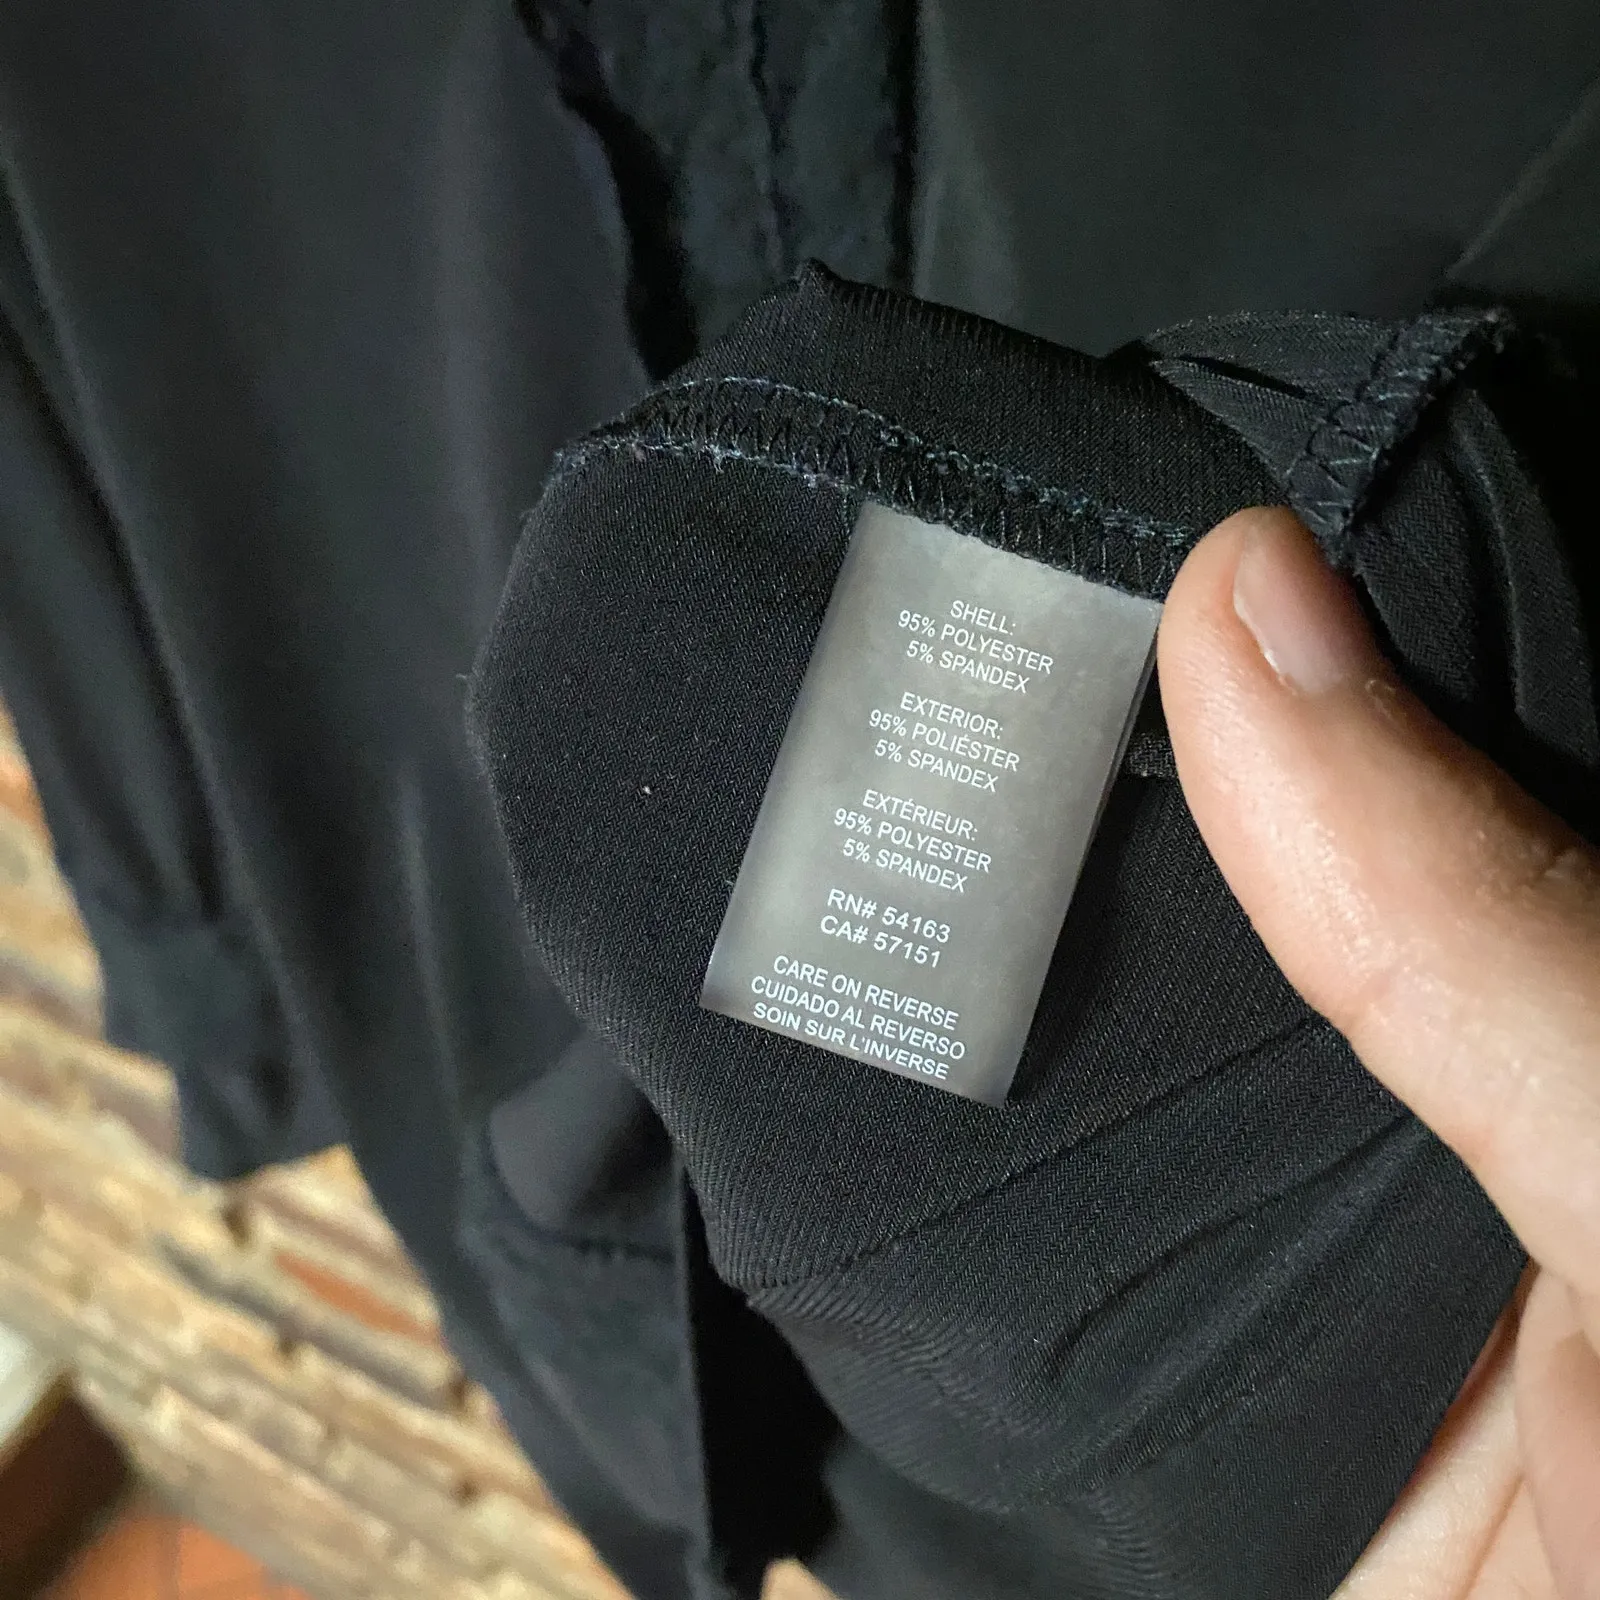 SHELL:
95% POLYESTER
5% SPANDEX
EXTERIOR:
95% POLIÉSTER
5% SPANDEX
EXTÉRIEUR:
95% POLYESTER
5% SPANDEX
RN# 54163
CA# 57151
CARE ON REVERSE
CUIDADO AL REVERSO
SOIN SUR L'INVERSE